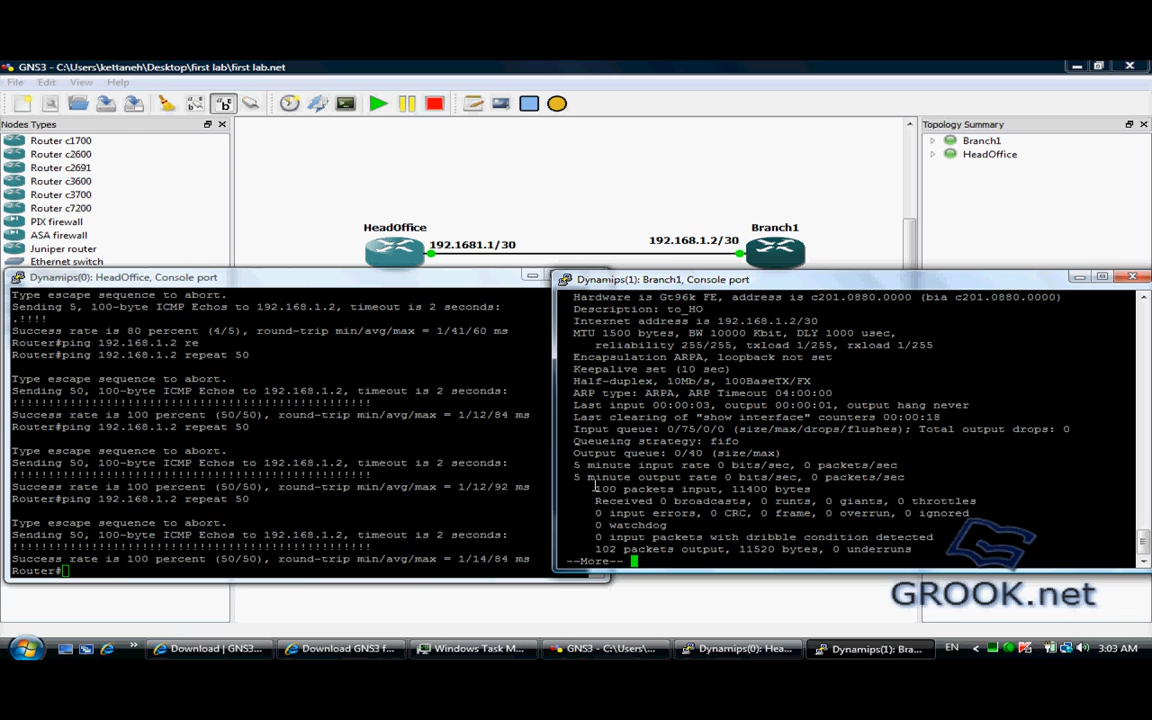 GNS3 - C:\Users\kettaneh\Desktop\first lab\first lab.net
File Edit View Help
Nodes Types
Router c1700
Router c2600
Router c2691
Router c3600
Router c3700
Router c7200
PIX firewall
ASA firewall
Juniper router
Ethernet switch
HeadOffice
192.1681.1/30
192.168.1.2/30
Branch1
Topology Summary
Branch1
HeadOffice
Dynamips(0): HeadOffice, Console port
Type escape sequence to abort.
Sending 5, 100-byte ICMP Echos to 192.168.1.2, timeout is 2 seconds:
.!!!!
Success rate is 80 percent (4/5), round-trip min/avg/max = 1/41/60 ms
Router#ping 192.168.1.2 re
Router#ping 192.168.1.2 repeat 50
Type escape sequence to abort.
Sending 50, 100-byte ICMP Echos to 192.168.1.2, timeout is 2 seconds:
!!!!!!!!!!!!!!!!!!!!!!!!!!!!!!!!!!!!!!!!!!!!!!!!!!
Success rate is 100 percent (50/50), round-trip min/avg/max = 1/12/84 ms
Router#ping 192.168.1.2 repeat 50
Type escape sequence to abort.
Sending 50, 100-byte ICMP Echos to 192.168.1.2, timeout is 2 seconds:
!!!!!!!!!!!!!!!!!!!!!!!!!!!!!!!!!!!!!!!!!!!!!!!!!!
Success rate is 100 percent (50/50), round-trip min/avg/max = 1/12/92 ms
Router#ping 192.168.1.2 repeat 50
Type escape sequence to abort.
Sending 50, 100-byte ICMP Echos to 192.168.1.2, timeout is 2 seconds:
!!!!!!!!!!!!!!!!!!!!!!!!!!!!!!!!!!!!!!!!!!!!!!!!!!
Success rate is 100 percent (50/50), round-trip min/avg/max = 1/14/84 ms
Router#
Dynamips(1): Branch1, Console port
Hardware is Gt96k FE, address is c201.0880.0000 (bia c201.0880.0000)
Description: to_HO
Internet address is 192.168.1.2/30
MTU 1500 bytes, BW 10000 Kbit, DLY 1000 usec,
reliability 255/255, txload 1/255, rxload 1/255
Encapsulation ARPA, loopback not set
Keepalive set (10 sec)
Half-duplex, 10Mb/s, 100BaseTX/FX
ARP type: ARPA, ARP Timeout 04:00:00
Last input 00:00:03, output 00:00:01, output hang never
Last clearing of "show interface" counters 00:00:18
Input queue: 0/75/0/0 (size/max/drops/flushes); Total output drops: 0
Queueing strategy: fifo
Output queue: 0/40 (size/max)
5 minute input rate 0 bits/sec, 0 packets/sec
5 minute output rate 0 bits/sec, 0 packets/sec
100 packets input, 11400 bytes
Received 0 broadcasts, 0 runts, 0 giants, 0 throttles
0 input errors, 0 CRC, 0 frame, 0 overrun, 0 ignored
0 watchdog
0 input packets with dribble condition detected
102 packets output, 11520 bytes, 0 underruns
--More--
GROOK.net
Download | GNS3...
Download GNS3 f...
Windows Task M...
GNS3 - C:\Users\...
Dynamips(0): Hea...
Dynamips(1): Bra...
EN
3:03 AM